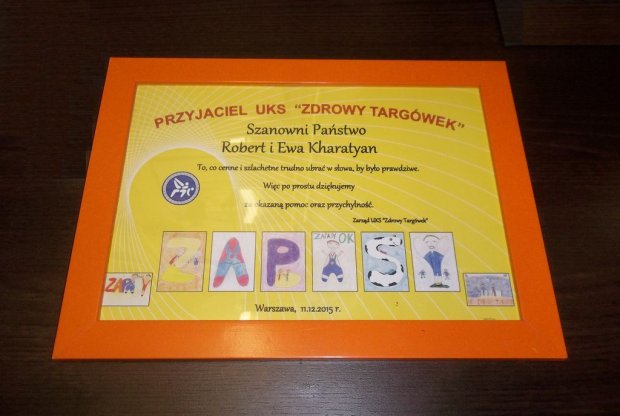 PRZYJACIEL UKS "ZDROWY TARGÓWEK"
Szanowni Państwo
Robert i Ewa Kharatyan
To, co cenne i szlachetne trudno ubrać w słowa, by było prawdziwe.
Więc po prostu dziękujemy
za okazaną pomoc oraz przychylność.
Zarząd UKS "Zdrowy Targówek"
ZAPASY
ZAPASY
Warszawa, 11.12.2015 r.